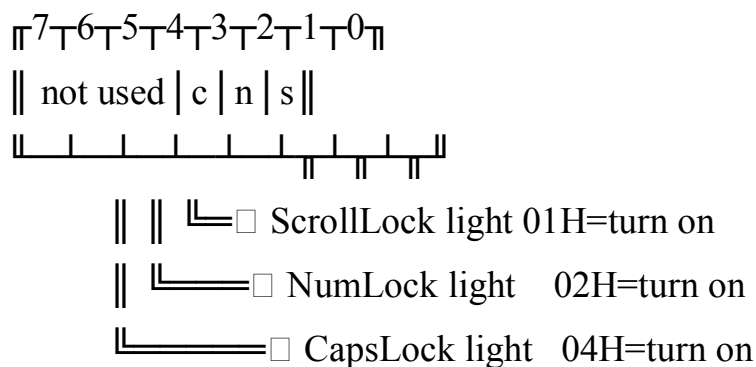 ╓7┬6┬5┬4┬3┬2┬1┬0╖
║ not used│c│n│s║
╙─┴─┴─┴─┴─┴╥┴╥┴╥╜
║ ║ ╚═□ ScrollLock light 01H=turn on
║ ╚════□ NumLock light 02H=turn on
╚═══════□ CapsLock light 04H=turn on